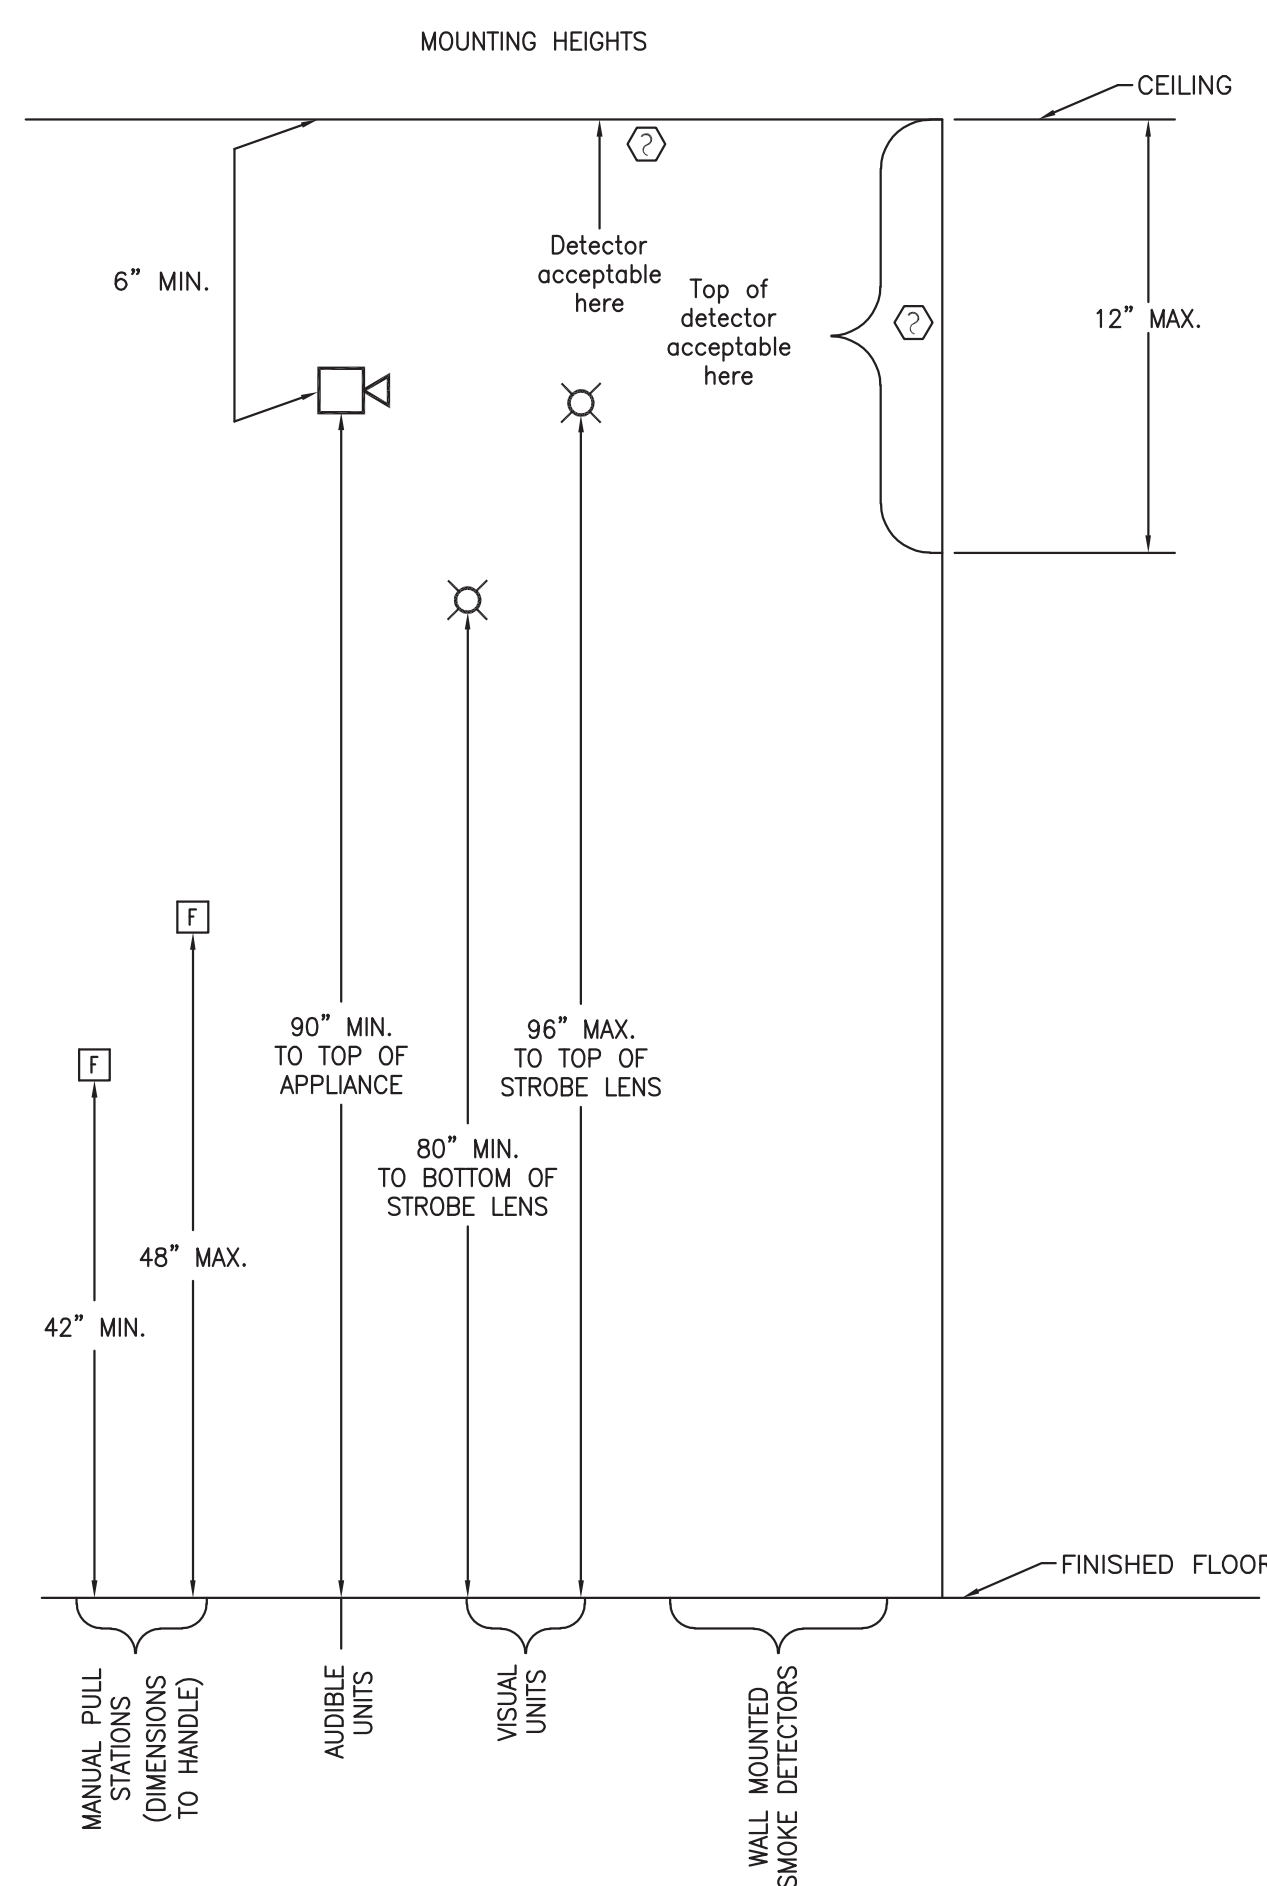 MOUNTING HEIGHTS
CEILING
Detector
acceptable
here
6” MIN.
Top of
detector
acceptable
here
12” MAX.
F
F
90” MIN.
TO TOP OF
APPLIANCE
96” MAX.
TO TOP OF
STROBE LENS
80” MIN.
TO BOTTOM OF
STROBE LENS
48” MAX.
42” MIN.
FINISHED FLOOR
MANUAL PULL
STATIONS
(DIMENSIONS
TO HANDLE)
AUDIBLE
UNITS
VISUAL
UNITS
WALL MOUNTED
SMOKE DETECTORS